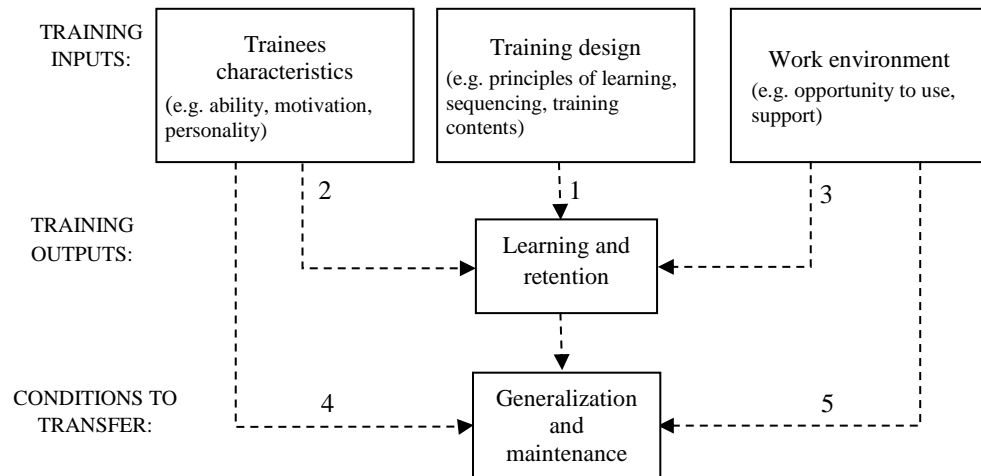 TRAINING
INPUTS:
Trainees
characteristics
(e.g. ability, motivation,
personality)
Training design
(e.g. principles of learning,
sequencing, training
contents)
Work environment
(e.g. opportunity to use,
support)
2
1
3
TRAINING
OUTPUTS:
Learning and
retention
CONDITIONS TO
TRANSFER:
4
Generalization
and
maintenance
5